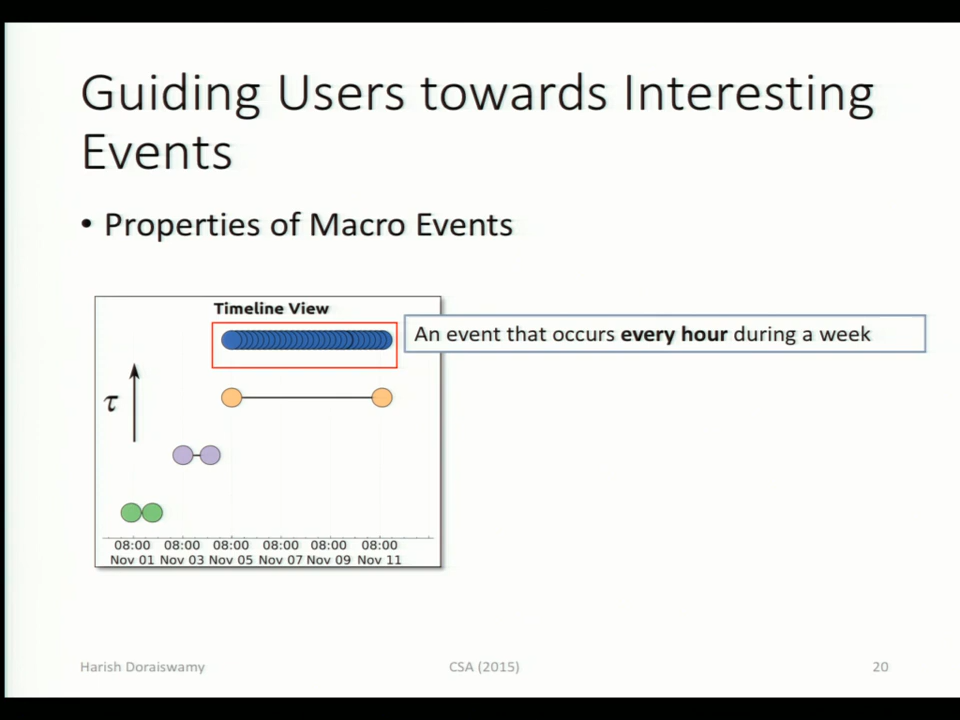 Guiding Users towards Interesting
Events
• Properties of Macro Events
Timeline View
An event that occurs every hour during a week
τ
08:00 08:00 08:00 08:00 08:00 08:00
Nov 01 Nov 03 Nov 05 Nov 07 Nov 09 Nov 11
Harish Doraiswamy CSA (2015) 20